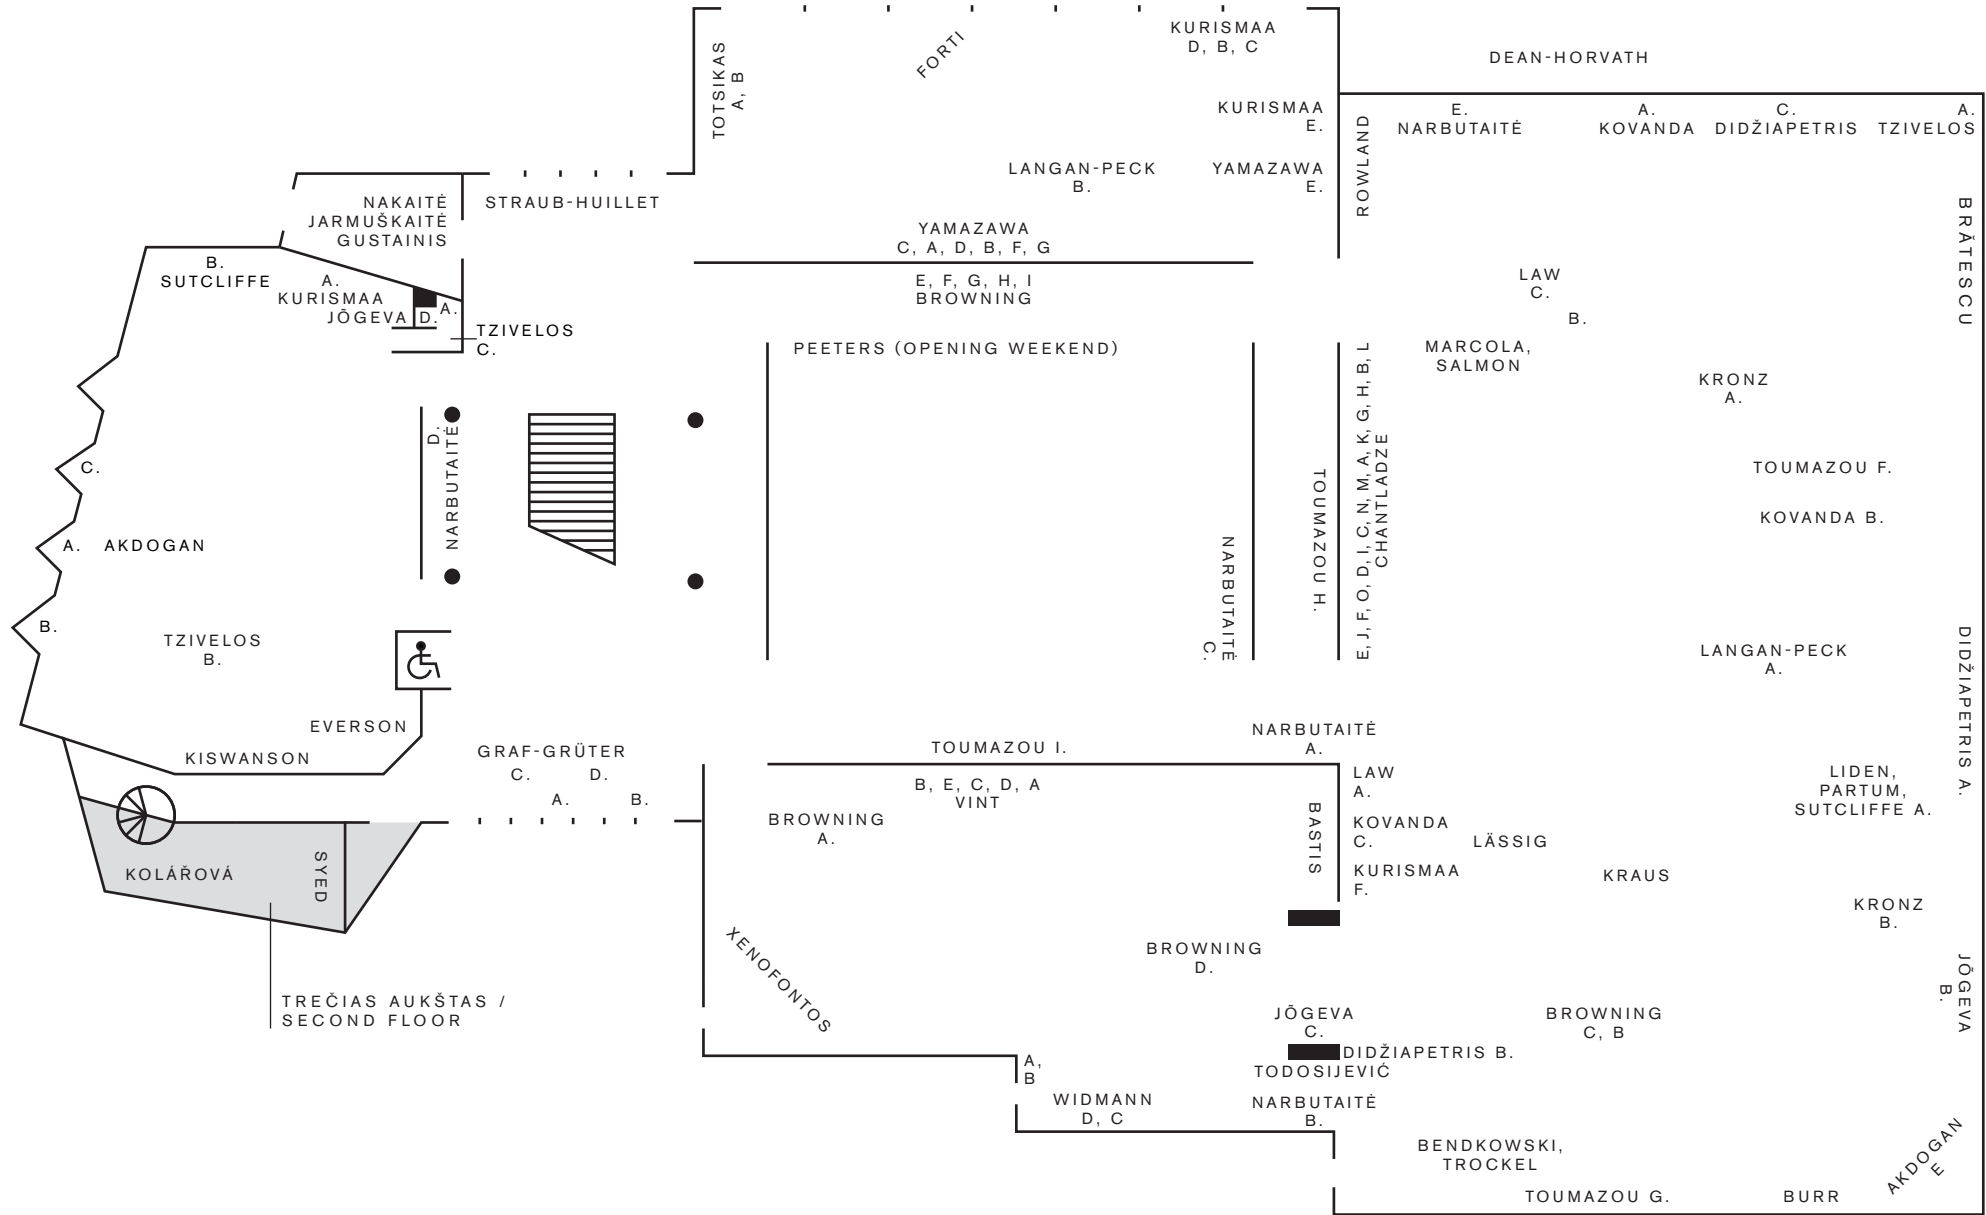 KURISMAA
D, B, C
FORTI
TOTSIKAS
A, B
DEAN-HORVATH
KURISMAA
E.
E.
NARBUTAITĖ
A.
KOVANDA
C.
DIDŽIAPETRIS
A.
TZIVELOS
ROWLAND
LANGAN-PECK
B.
YAMAZAWA
E.
NAKAITĖ
JARMUŠKAITĖ
GUSTAINIS
STRAUB-HUILLET
YAMAZAWA
C, A, D, B, F, G
E, F, G, H, I
BROWNING
BRĂTESCU
B.
SUTCLIFFE
A.
KURISMAA
JÕGEVA
D.
A.
TZIVELOS
C.
LAW
C.
B.
PEETERS (OPENING WEEKEND)
MARCOLA,
SALMON
KRONZ
A.
D.
NARBUTAITĖ
C.
A. AKDOGAN
B.
TOUMAZOU H.
E, J, F, O, D, I, C, N, M, A, K, G, H, B, L
CHANTLADZE
TOUMAZOU F.
KOVANDA B.
NARBUTAITĖ
C.
TZIVELOS
B.
LANGAN-PECK
A.
DIDŽIAPETRIS A.
EVERSON
KISWANSON
GRAF-GRÜTER
C. D.
A. B.
TOUMAZOU I.
NARBUTAITĖ
A.
B, E, C, D, A
VINT
BROWNING
A.
BASTIS
LAW
A.
KOVANDA
C.
LÄSSIG
KURISMAA
F.
KRAUS
LIDEN,
PARTUM,
SUTCLIFFE A.
KRONZ
B.
KOLÁŘOVÁ
SYED
TREČIAS AUKŠTAS /
SECOND FLOOR
XENOFONTOS
BROWNING
D.
JÕGEVA
C.
BROWNING
C, B
JÕGEVA
B.
DIDŽIAPETRIS B.
TODOSIJEVIĆ
A,
B
WIDMANN
D, C
NARBUTAITĖ
B.
BENDKOWSKI,
TROCKEL
AKDOGAN
E
TOUMAZOU G.
BURR